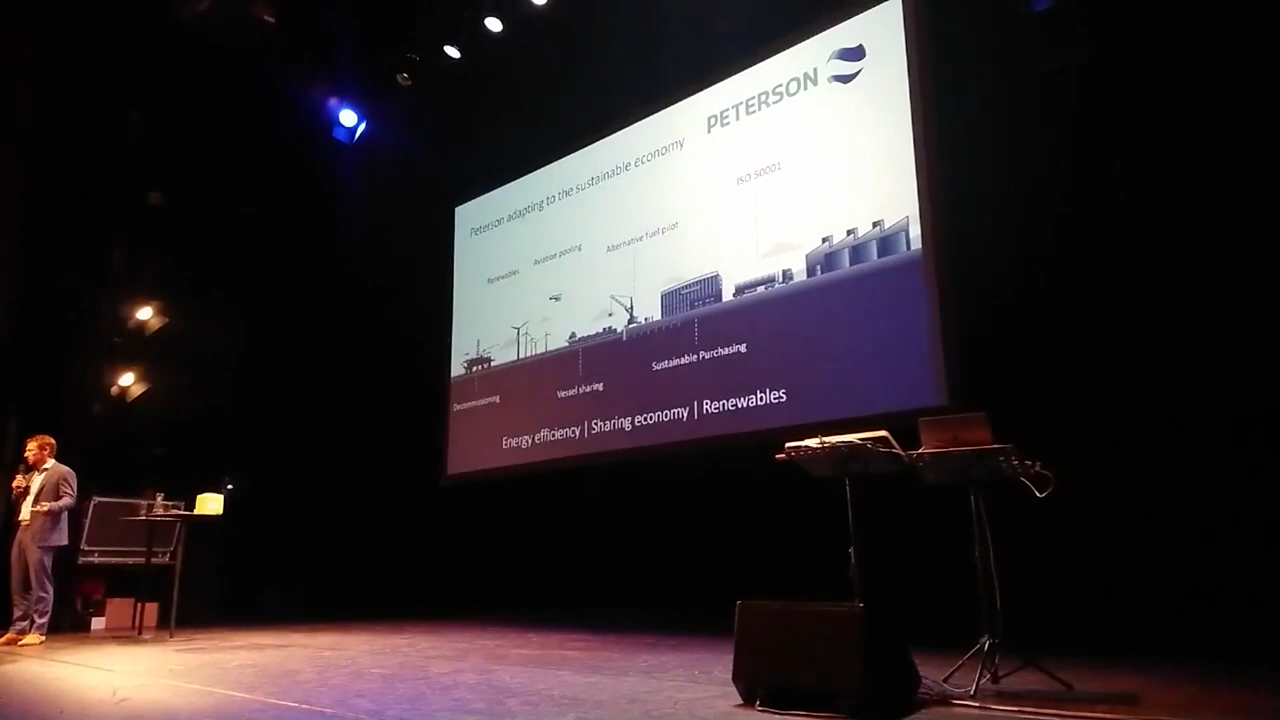 PETERSON
Peterson adapting to the sustainable economy
ISO 50001
Alternative fuel pilot
Aviation pooling
Renewables
Decommissioning
Vessel sharing
Sustainable Purchasing
Energy efficiency | Sharing economy | Renewables